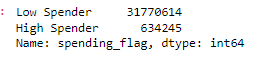 : Low Spender 31770614
High Spender 634245
Name: spending_flag, dtype: int64